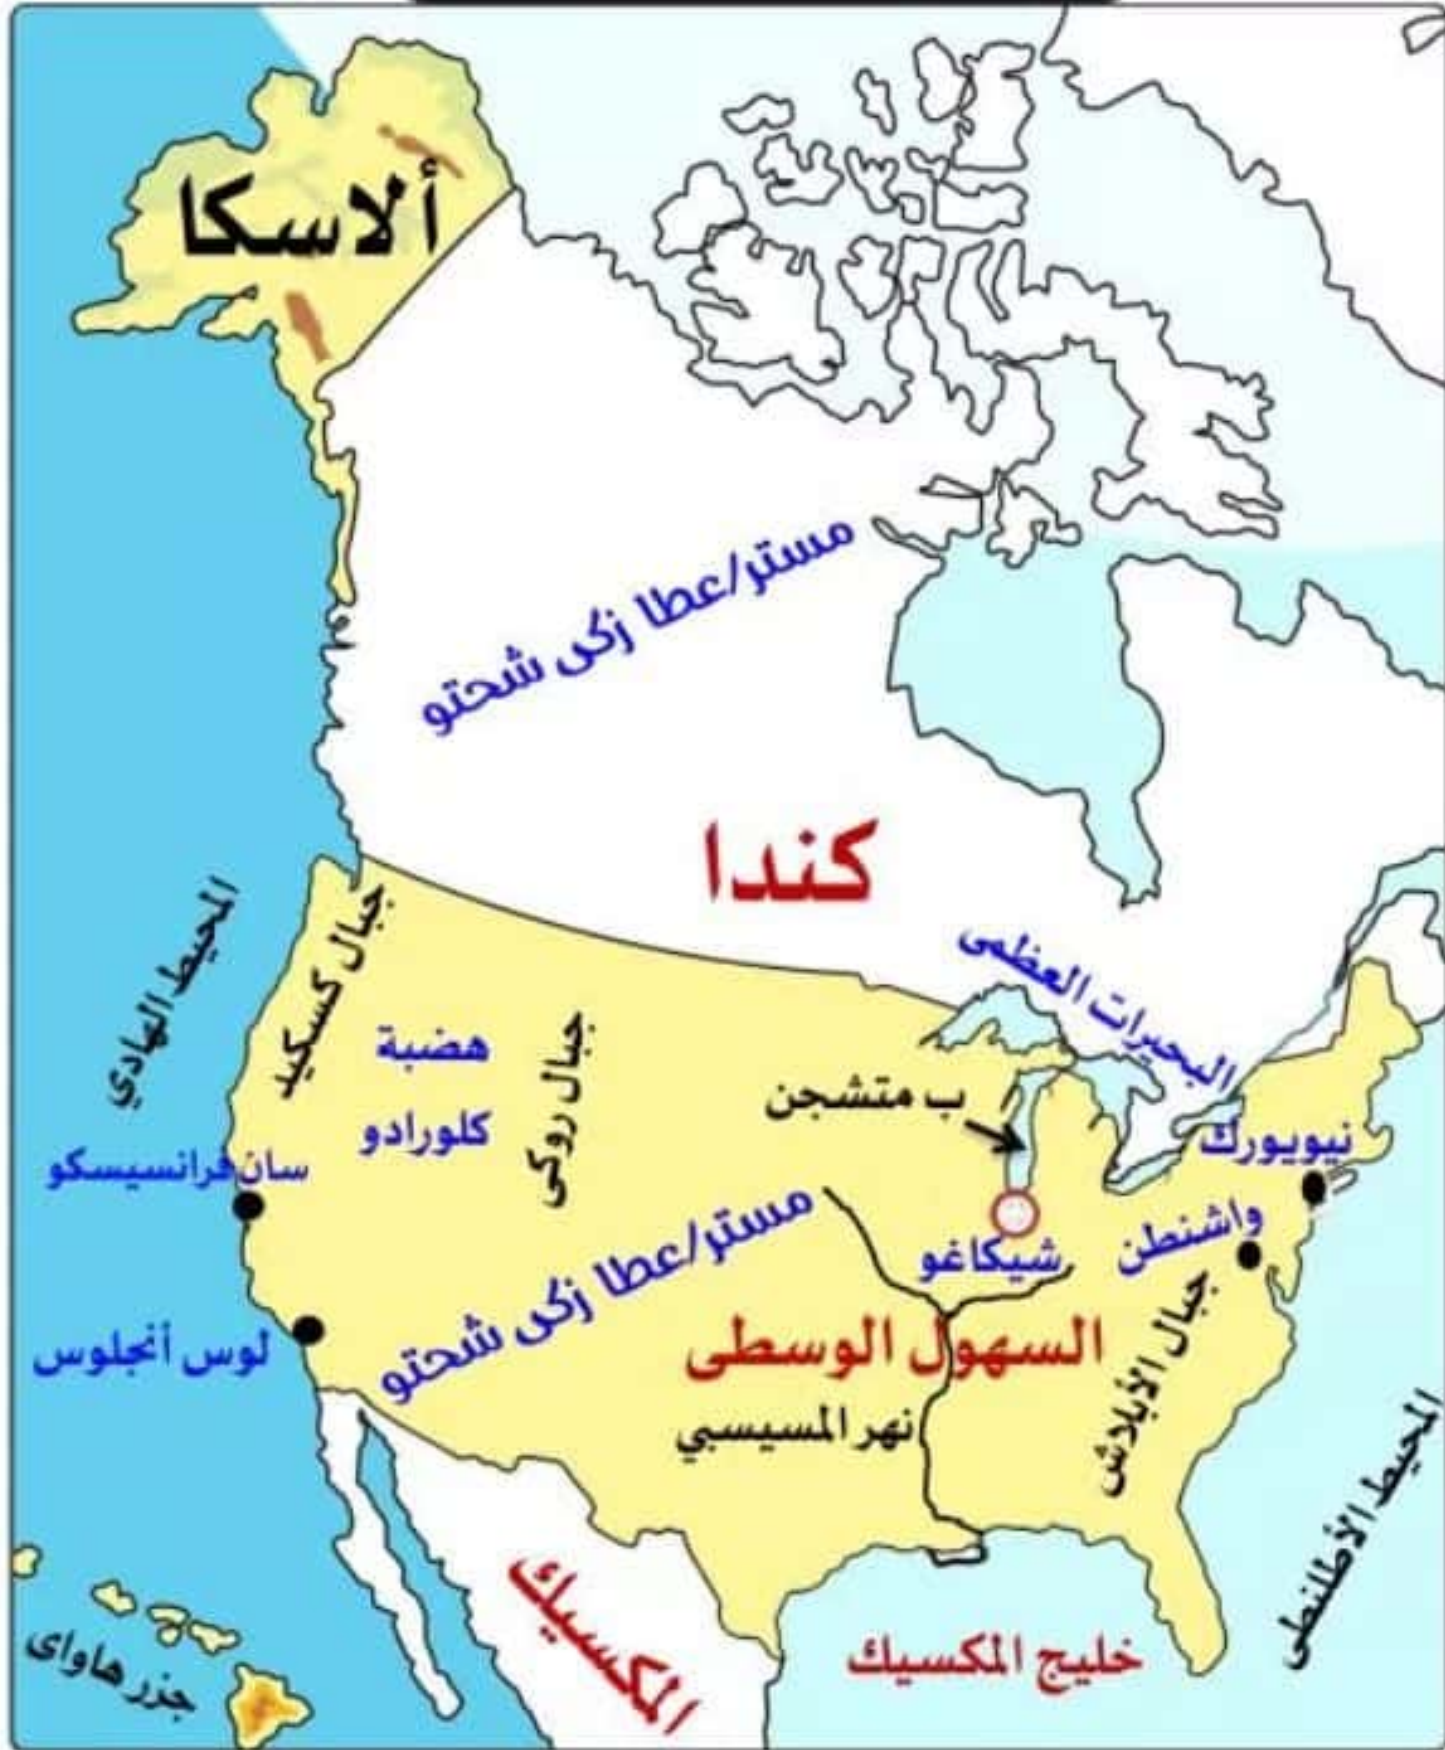 ألاسكا
مستر/عطا زكى شحتو
كندا
المحيط الهادي
جبال كسكيد
هضبة
كلورادو
جبال روكى
البحيرات العظمى
ب متشجن
نيويورك
سان فرانسيسكو
واشنطن
شيكاغو
مستر/عطا زكى شحتو
لوس أنجلوس
السهول الوسطى
جبال الأبلاش
نهر المسيسبي
المحيط الأطلنطى
المكسيك
خليج المكسيك
جزر هاواى